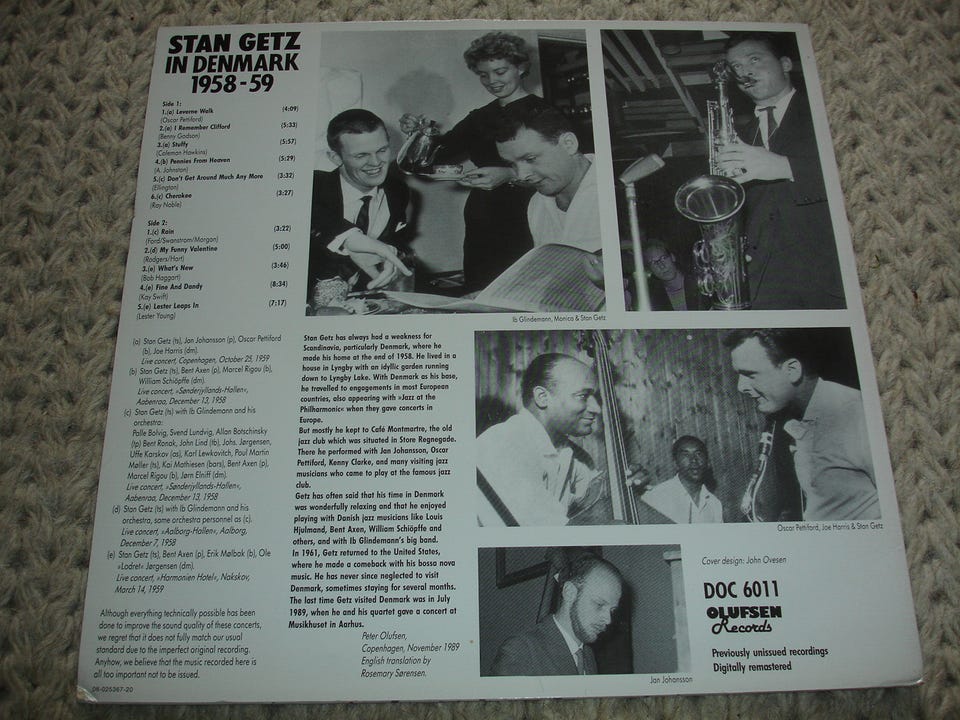 STAN GETZ
IN DENMARK
1958-59
Side 1:
1.(a) Laverne Walk (4:09)
(Oscar Pettiford)
2.(a) I Remember Clifford (5:33)
(Benny Godson)
3.(a) Stuffy (5:57)
(Coleman Hawkins)
4.(b) Pennies From Heaven (5:29)
(A. Johnston)
5.(c) Don't Get Around Much Any More (3:32)
(Ellington)
6.(c) Cherokee (3:27)
(Ray Noble)
Side 2:
1.(c) Rain (3:22)
(Ford/Swanstrom/Morgan)
2.(d) My Funny Valentine (5:00)
(Rodgers/Hart)
3.(e) What's New (3:46)
(Bob Haggart)
4.(e) Fine And Dandy (8:34)
(Kay Swift)
5.(e) Lester Leaps In (7:17)
(Lester Young)
(a) Stan Getz (ts), Jan Johansson (p), Oscar Pettiford
(b), Joe Harris (dm).
Live concert, Copenhagen, October 25, 1959
(b) Stan Getz (ts), Bent Axen (p), Marcel Rigou (b),
William Schiöpffe (dm).
Live concert, »Sønderjyllands-Hallen«,
Aabenraa, December 13, 1958
(c) Stan Getz (ts) with Ib Glindemann and his
orchestra:
Palle Bolvig, Svend Lundvig, Allan Botschinsky
(tp) Bent Ronak, John Lind (tb), Johs. Jørgensen,
Uffe Karskov (as), Karl Lewkovitch, Poul Martin
Møller (ts), Kai Mathiesen (bars), Bent Axen (p),
Marcel Rigou (b), Jørn Elniff (dm).
Live concert, »Sønderjyllands-Hallen«,
Aabenraa, December 13, 1958
(d) Stan Getz (ts) with Ib Glindemann and his
orchestra, same orchestra personnel as (c).
Live concert, »Aalborg-Hallen«, Aalborg,
December 7, 1958
(e) Stan Getz (ts), Bent Axen (p), Erik Mølbak (b), Ole
»Lodret« Jørgensen (dm).
Live concert, »Harmonien Hotel«, Nakskov,
March 14, 1959
Although everything technically possible has been
done to improve the sound quality of these concerts,
we regret that it does not fully match our usual
standard due to the imperfect original recording.
Anyhow, we believe that the music recorded here is
all too important not to be issued.
08-025367-20
Ib Glindemann, Monica & Stan Getz
Stan Getz has always had a weakness for
Scandinavia, particularly Denmark, where he
made his home at the end of 1958. He lived in a
house in Lyngby with an idyllic garden running
down to Lyngby Lake. With Denmark as his base,
he travelled to engagements in most European
countries, also appearing with »Jazz at the
Philharmonic« when they gave concerts in
Europe.
But mostly he kept to Café Montmartre, the old
jazz club which was situated in Store Regnegade.
There he performed with Jan Johansson, Oscar
Pettiford, Kenny Clarke, and many visiting jazz
musicians who came to play at the famous jazz
club.
Getz has often said that his time in Denmark
was wonderfully relaxing and that he enjoyed
playing with Danish jazz musicians like Louis
Hjulmand, Bent Axen, William Schiöpffe and
others, and with Ib Glindemann's big band.
In 1961, Getz returned to the United States,
where he made a comeback with his bossa nova
music. He has never since neglected to visit
Denmark, sometimes staying for several months.
The last time Getz visited Denmark was in July
1989, when he and his quartet gave a concert at
Musikhuset in Aarhus.
Peter Olufsen,
Copenhagen, November 1989
English translation by
Rosemary Sørensen.
Oscar Pettiford, Joe Harris & Stan Getz
Jan Johansson
Cover design: John Ovesen
DOC 6011
OLUFSEN
Records
Previously unissued recordings
Digitally remastered